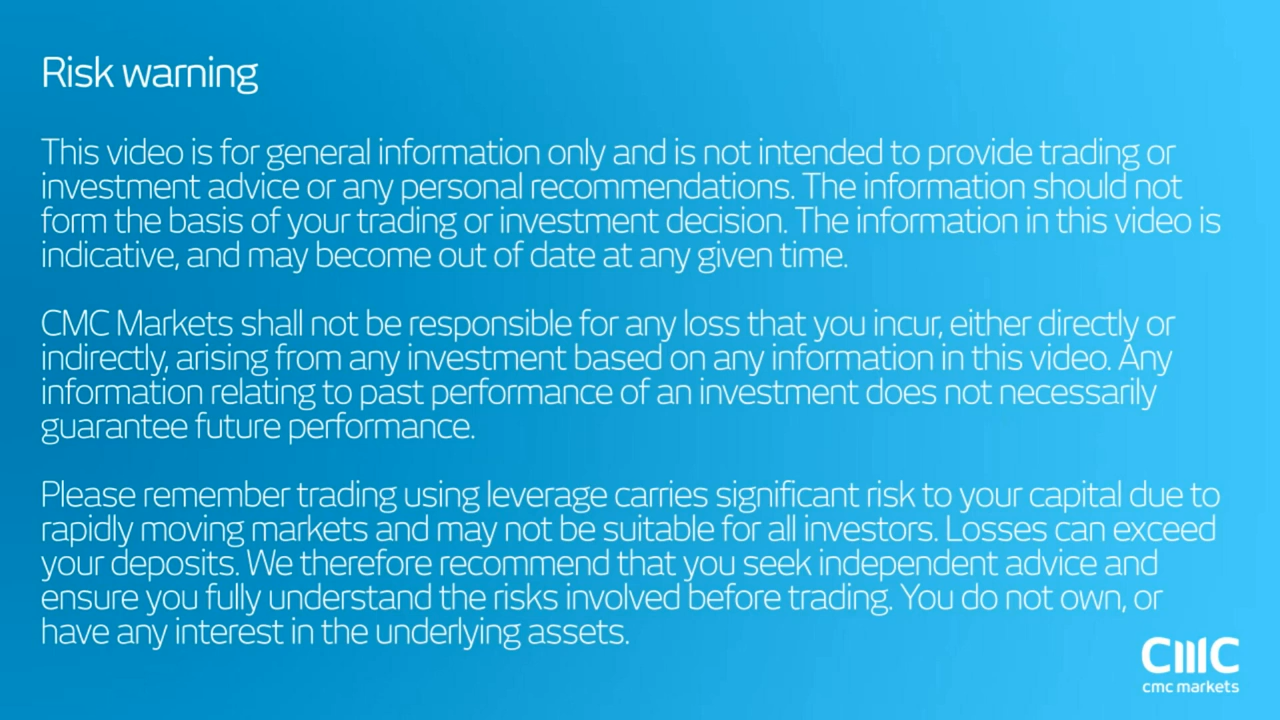 Risk warning
This video is for general information only and is not intended to provide trading or
investment advice or any personal recommendations. The information should not
form the basis of your trading or investment decision. The information in this video is
indicative, and may become out of date at any given time.
CMC Markets shall not be responsible for any loss that you incur, either directly or
indirectly, arising from any investment based on any information in this video. Any
information relating to past performance of an investment does not necessarily
guarantee future performance.
Please remember trading using leverage carries significant risk to your capital due to
rapidly moving markets and may not be suitable for all investors. Losses can exceed
your deposits. We therefore recommend that you seek independent advice and
ensure you fully understand the risks involved before trading. You do not own, or
have any interest in the underlying assets.
CMC
cmc markets